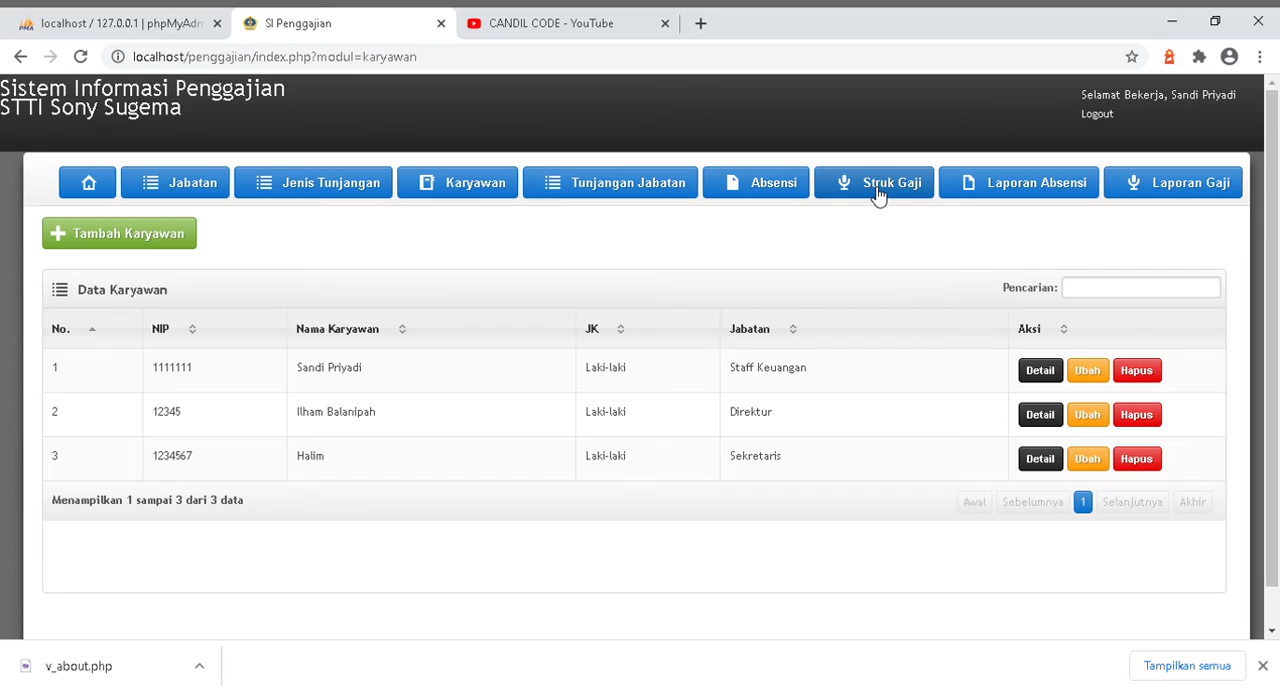 localhost / 127.0.0.1 | phpMyAdm
SI Penggajian
CANDIL CODE - YouTube
localhost/penggajian/index.php?modul=karyawan
Sistem Informasi Penggajian
STTI Sony Sugema
Selamat Bekerja, Sandi Priyadi
Logout
Jabatan Jenis Tunjangan Karyawan Tunjangan Jabatan Absensi Struk Gaji Laporan Absensi Laporan Gaji
Tambah Karyawan
Data Karyawan Pencarian:
No. NIP Nama Karyawan JK Jabatan Aksi
1 1111111 Sandi Priyadi Laki-laki Staff Keuangan Detail Ubah Hapus
2 12345 Ilham Balanipah Laki-laki Direktur Detail Ubah Hapus
3 1234567 Halim Laki-laki Sekretaris Detail Ubah Hapus
Menampilkan 1 sampai 3 dari 3 data Awal Sebelumnya 1 Selanjutnya Akhir
v_about.php Tampilkan semua